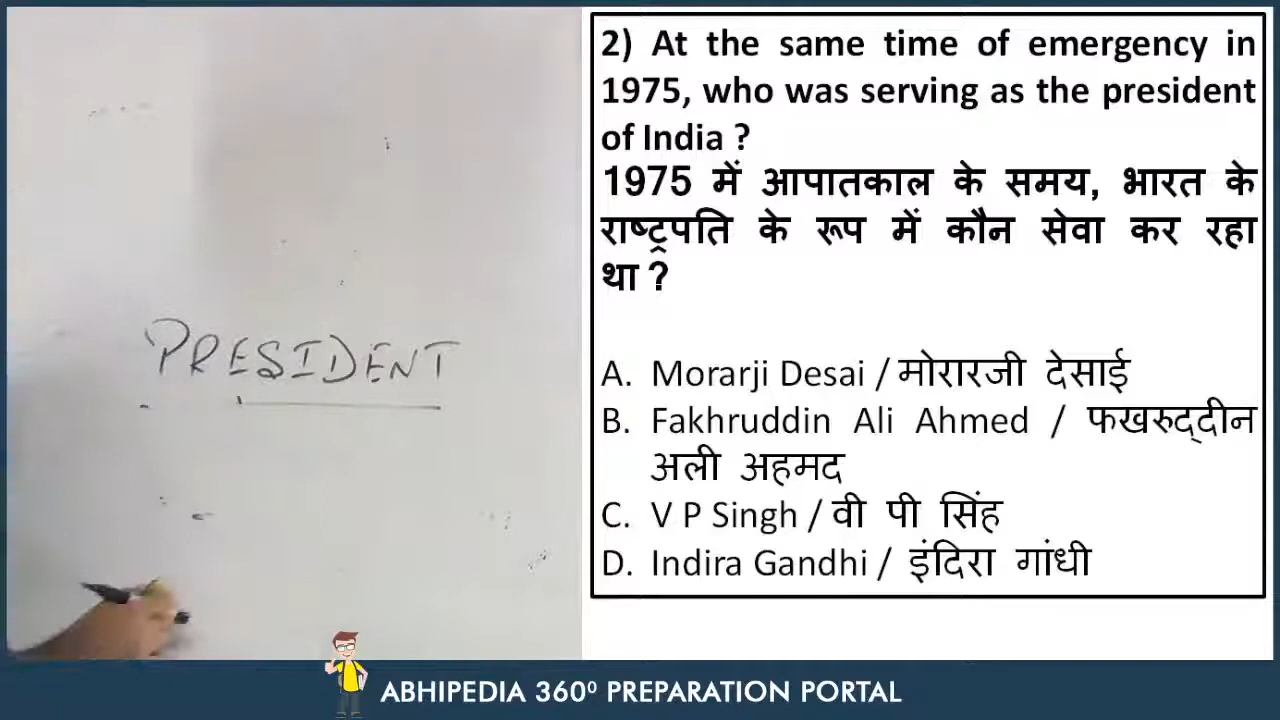 PRESIDENT
2) At the same time of emergency in
1975, who was serving as the president
of India ?
1975 में आपातकाल के समय, भारत के
राष्ट्रपति के रूप में कौन सेवा कर रहा
था ?
A. Morarji Desai / मोरारजी देसाई
B. Fakhruddin Ali Ahmed / फखरुद्दीन
अली अहमद
C. V P Singh / वी पी सिंह
D. Indira Gandhi / इंदिरा गांधी
ABHIPEDIA 360⁰ PREPARATION PORTAL